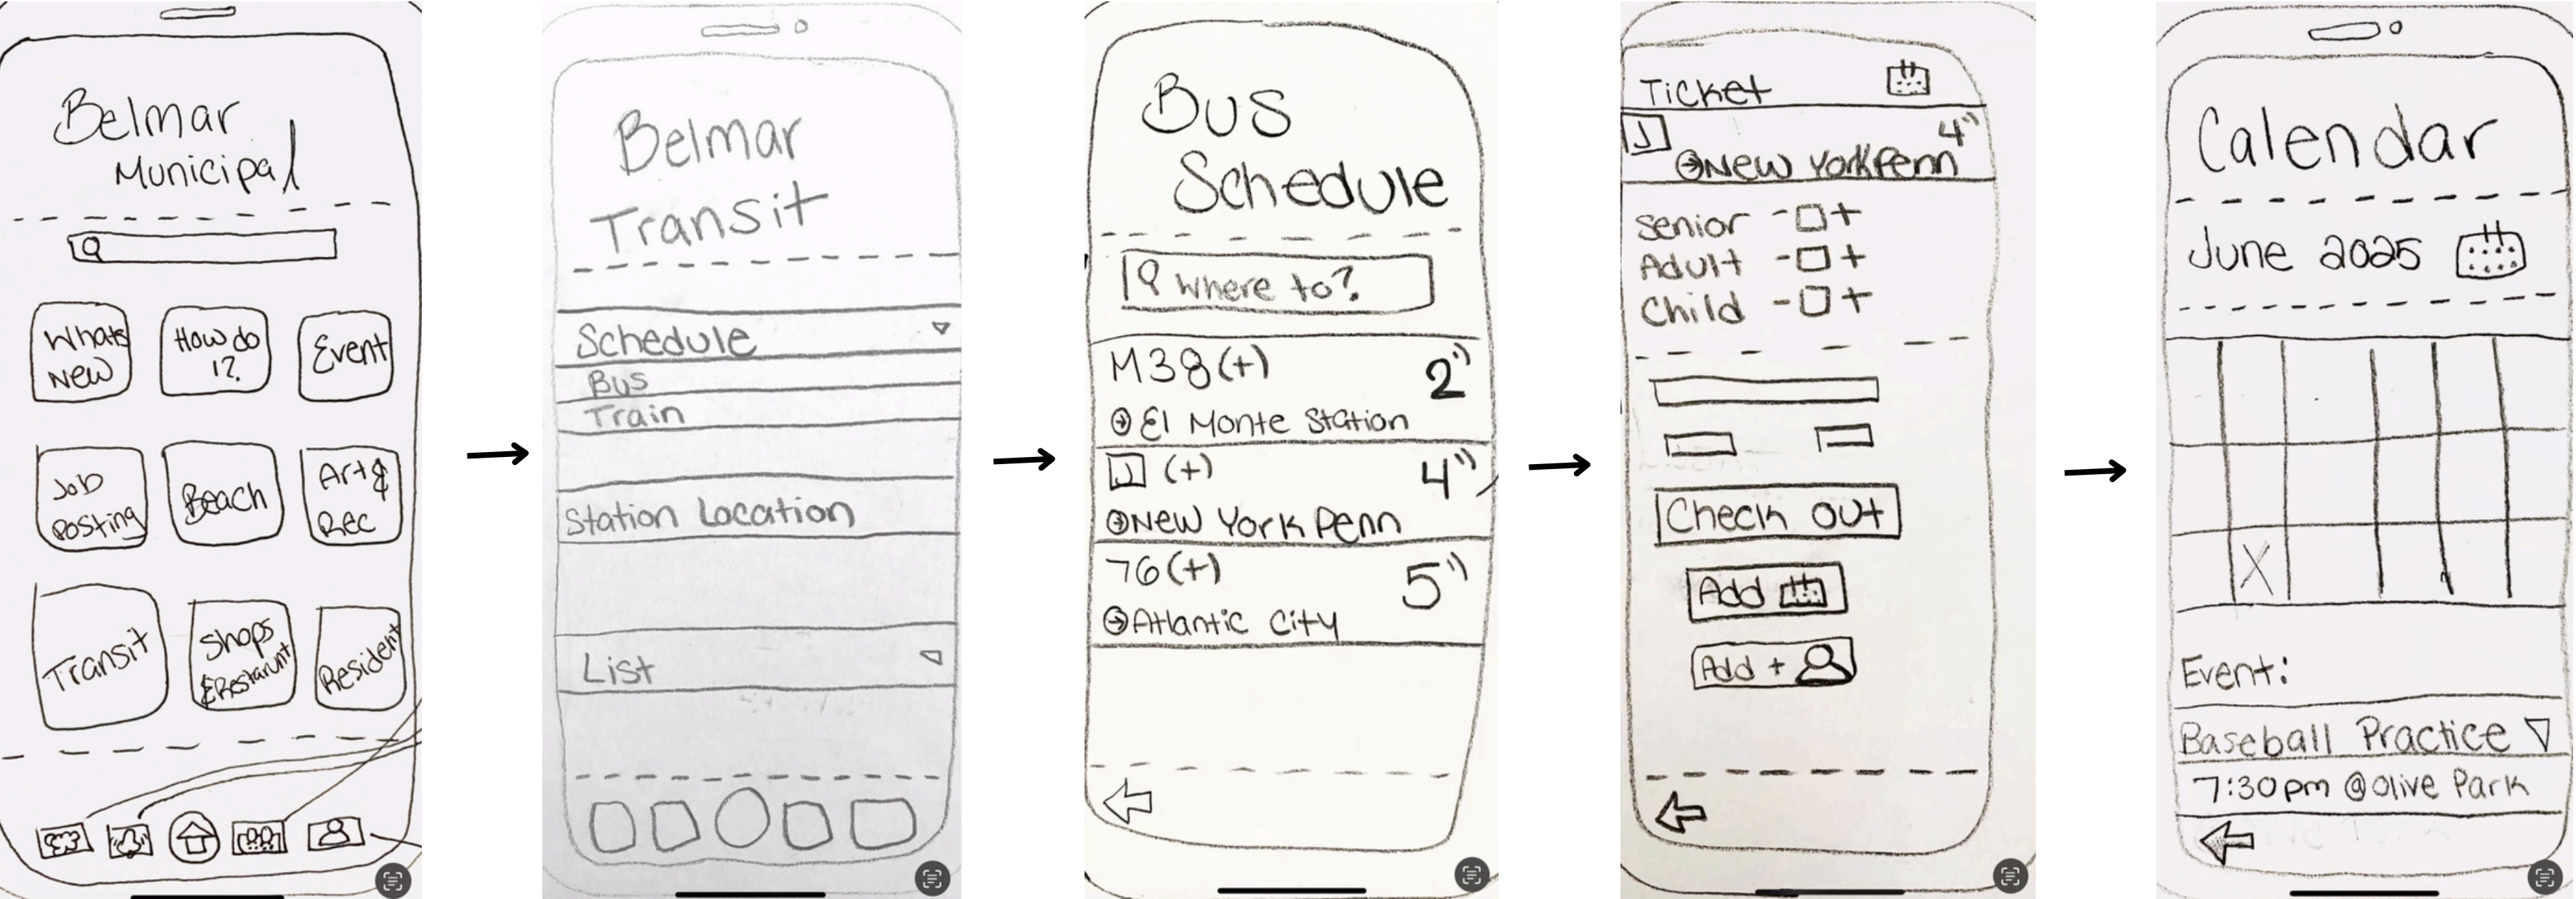 Belmar
Municipal
Whats
New
How do
I?
Event
Job
Posting
Beach
Art &
Rec
Transit
Shops
& Restarunt
Resident
Belmar
Transit
Schedule
Bus
Train
Station Location
List
Bus
Schedule
Where to?
M38 (+) 2
El Monte Station
J (+) 4
New York Penn
76 (+) 5
Atlantic City
Ticket
J 4
New York Penn
Senior - +
Adult - +
Child - +
Check out
Add
Add +
Calendar
June 2025
X
Event:
Baseball Practice
7:30pm @ Olive Park